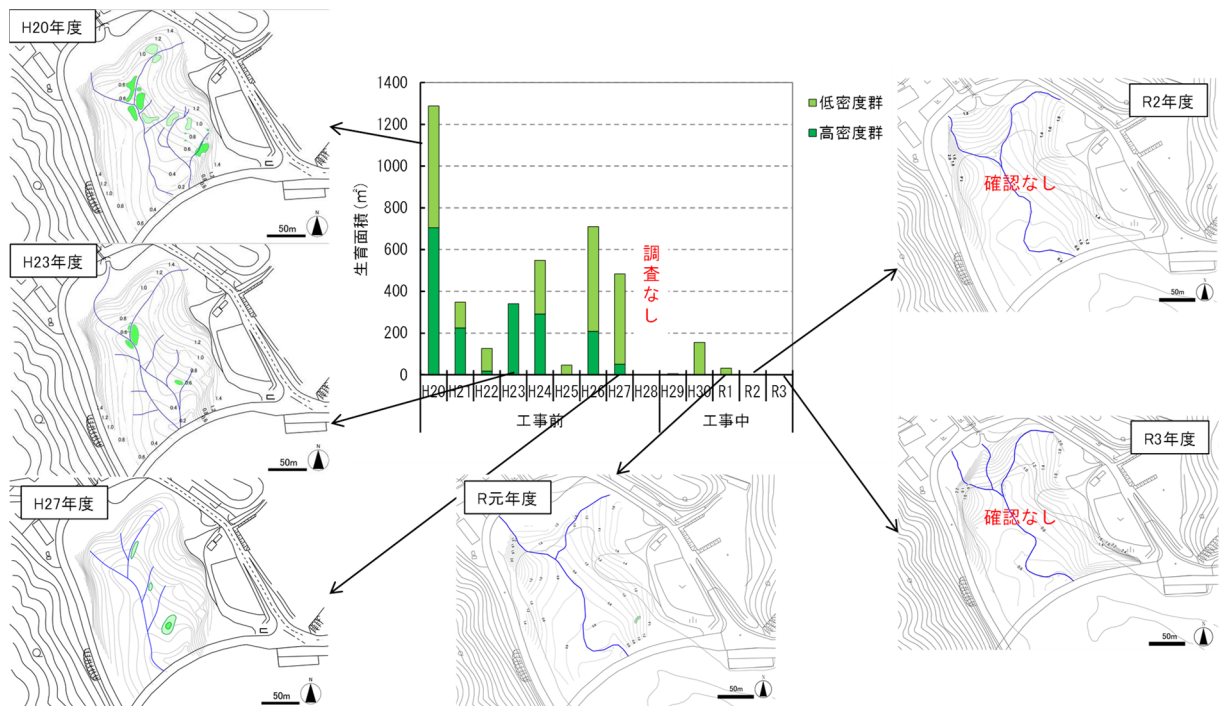 H20年度
50m
N
H23年度
50m
N
H27年度
50m
N
生育面積(㎡)
1400
1200
1000
800
600
400
200
0
低密度群
高密度群
調査なし
H20 H21 H22 H23 H24 H25 H26 H27 H28 H29 H30 R1 R2 R3
工事前 工事中
R元年度
50m
N
R2年度
確認なし
50m
N
R3年度
確認なし
50m
N